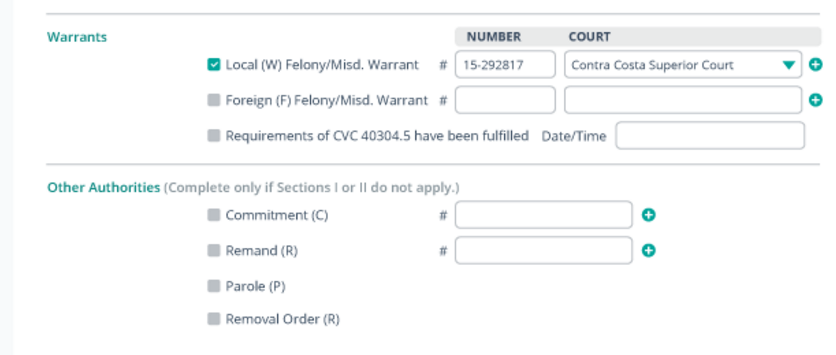 Warrants NUMBER COURT
Local (W) Felony/Misd. Warrant # 15-292817 Contra Costa Superior Court
Foreign (F) Felony/Misd. Warrant #
Requirements of CVC 40304.5 have been fulfilled Date/Time
Other Authorities (Complete only if Sections I or II do not apply.)
Commitment (C) #
Remand (R) #
Parole (P)
Removal Order (R)